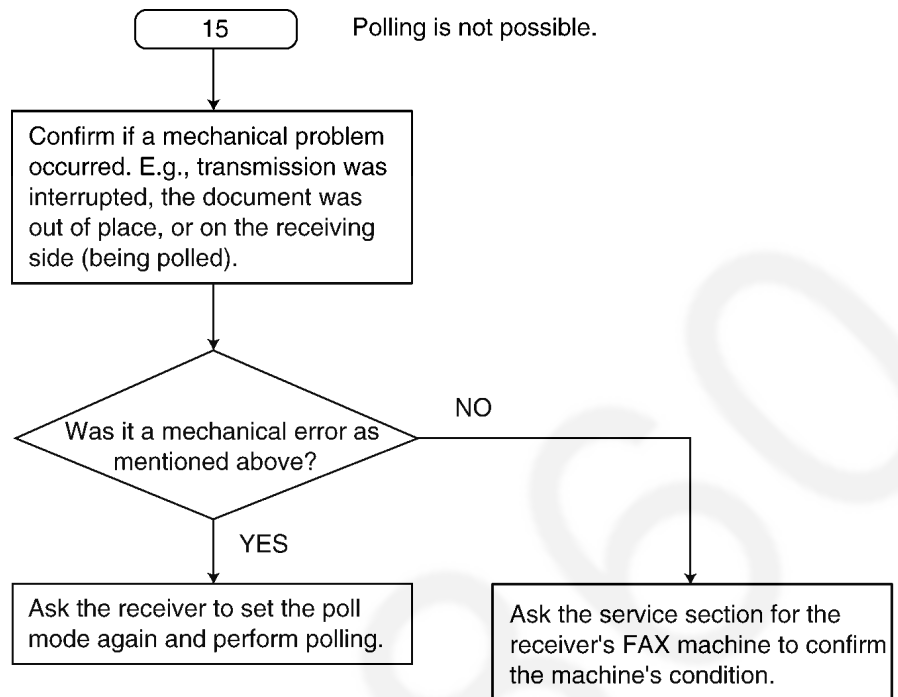 15
Polling is not possible.
Confirm if a mechanical problem
occurred. E.g., transmission was
interrupted, the document was
out of place, or on the receiving
side (being polled).
Was it a mechanical error as
mentioned above?
NO
YES
Ask the receiver to set the poll
mode again and perform polling.
Ask the service section for the
receiver's FAX machine to confirm
the machine's condition.